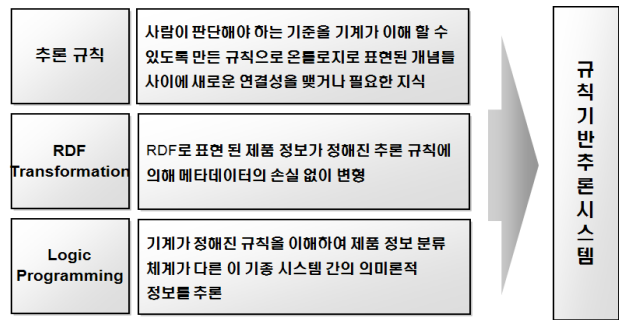 추론 규칙
사람이 판단해야 하는 기준을 기계가 이해 할 수
있도록 만든 규칙으로 온톨로지로 표현된 개념들
사이에 새로운 연결성을 맺거나 필요한 지식
RDF
Transformation
RDF로 표현 된 제품 정보가 정해진 추론 규칙에
의해 메타데이터의 손실 없이 변형
Logic
Programming
기계가 정해진 규칙을 이해하여 제품 정보 분류
체계가 다른 이 기종 시스템 간의 의미론적
정보를 추론
규칙기반추론시스템